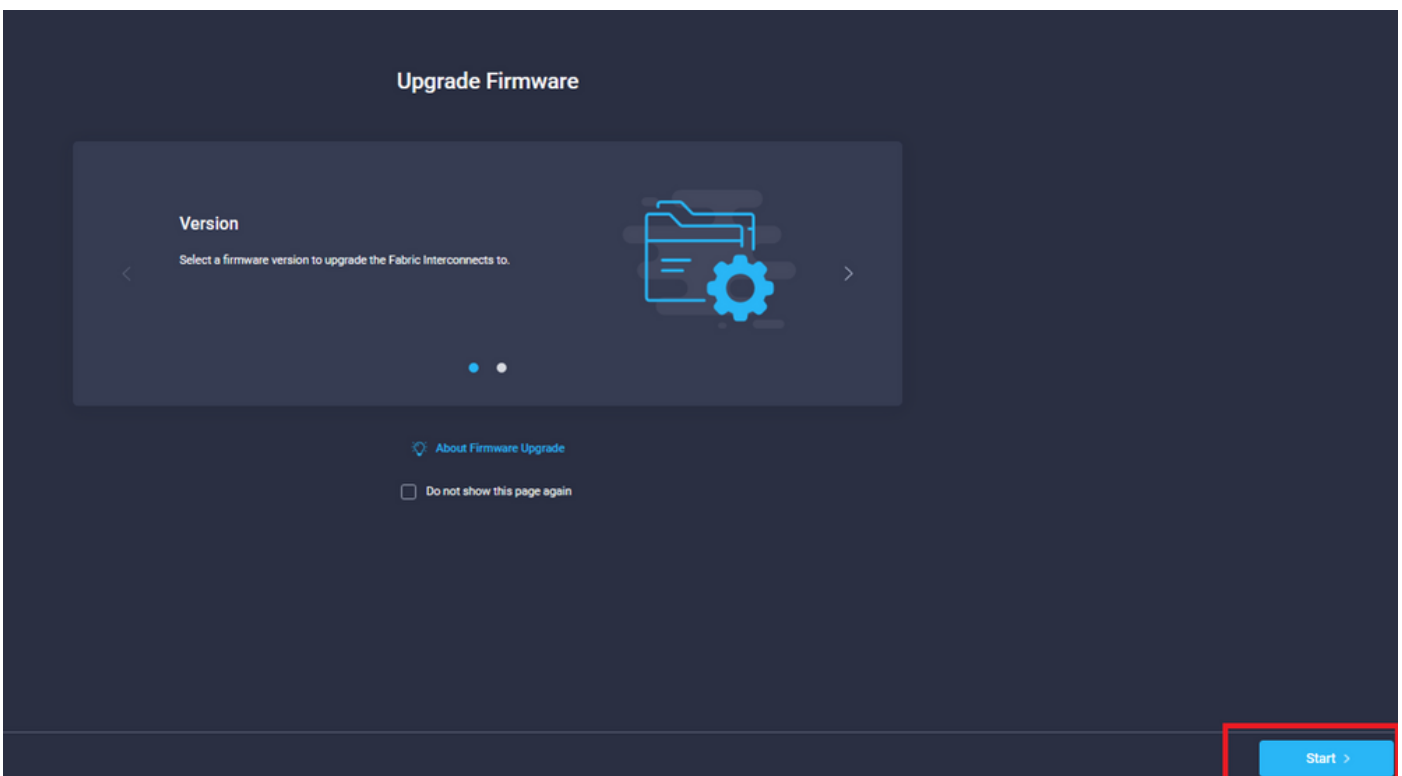 Upgrade Firmware
Version
Select a firmware version to upgrade the Fabric Interconnects to.
About Firmware Upgrade
Do not show this page again
Start